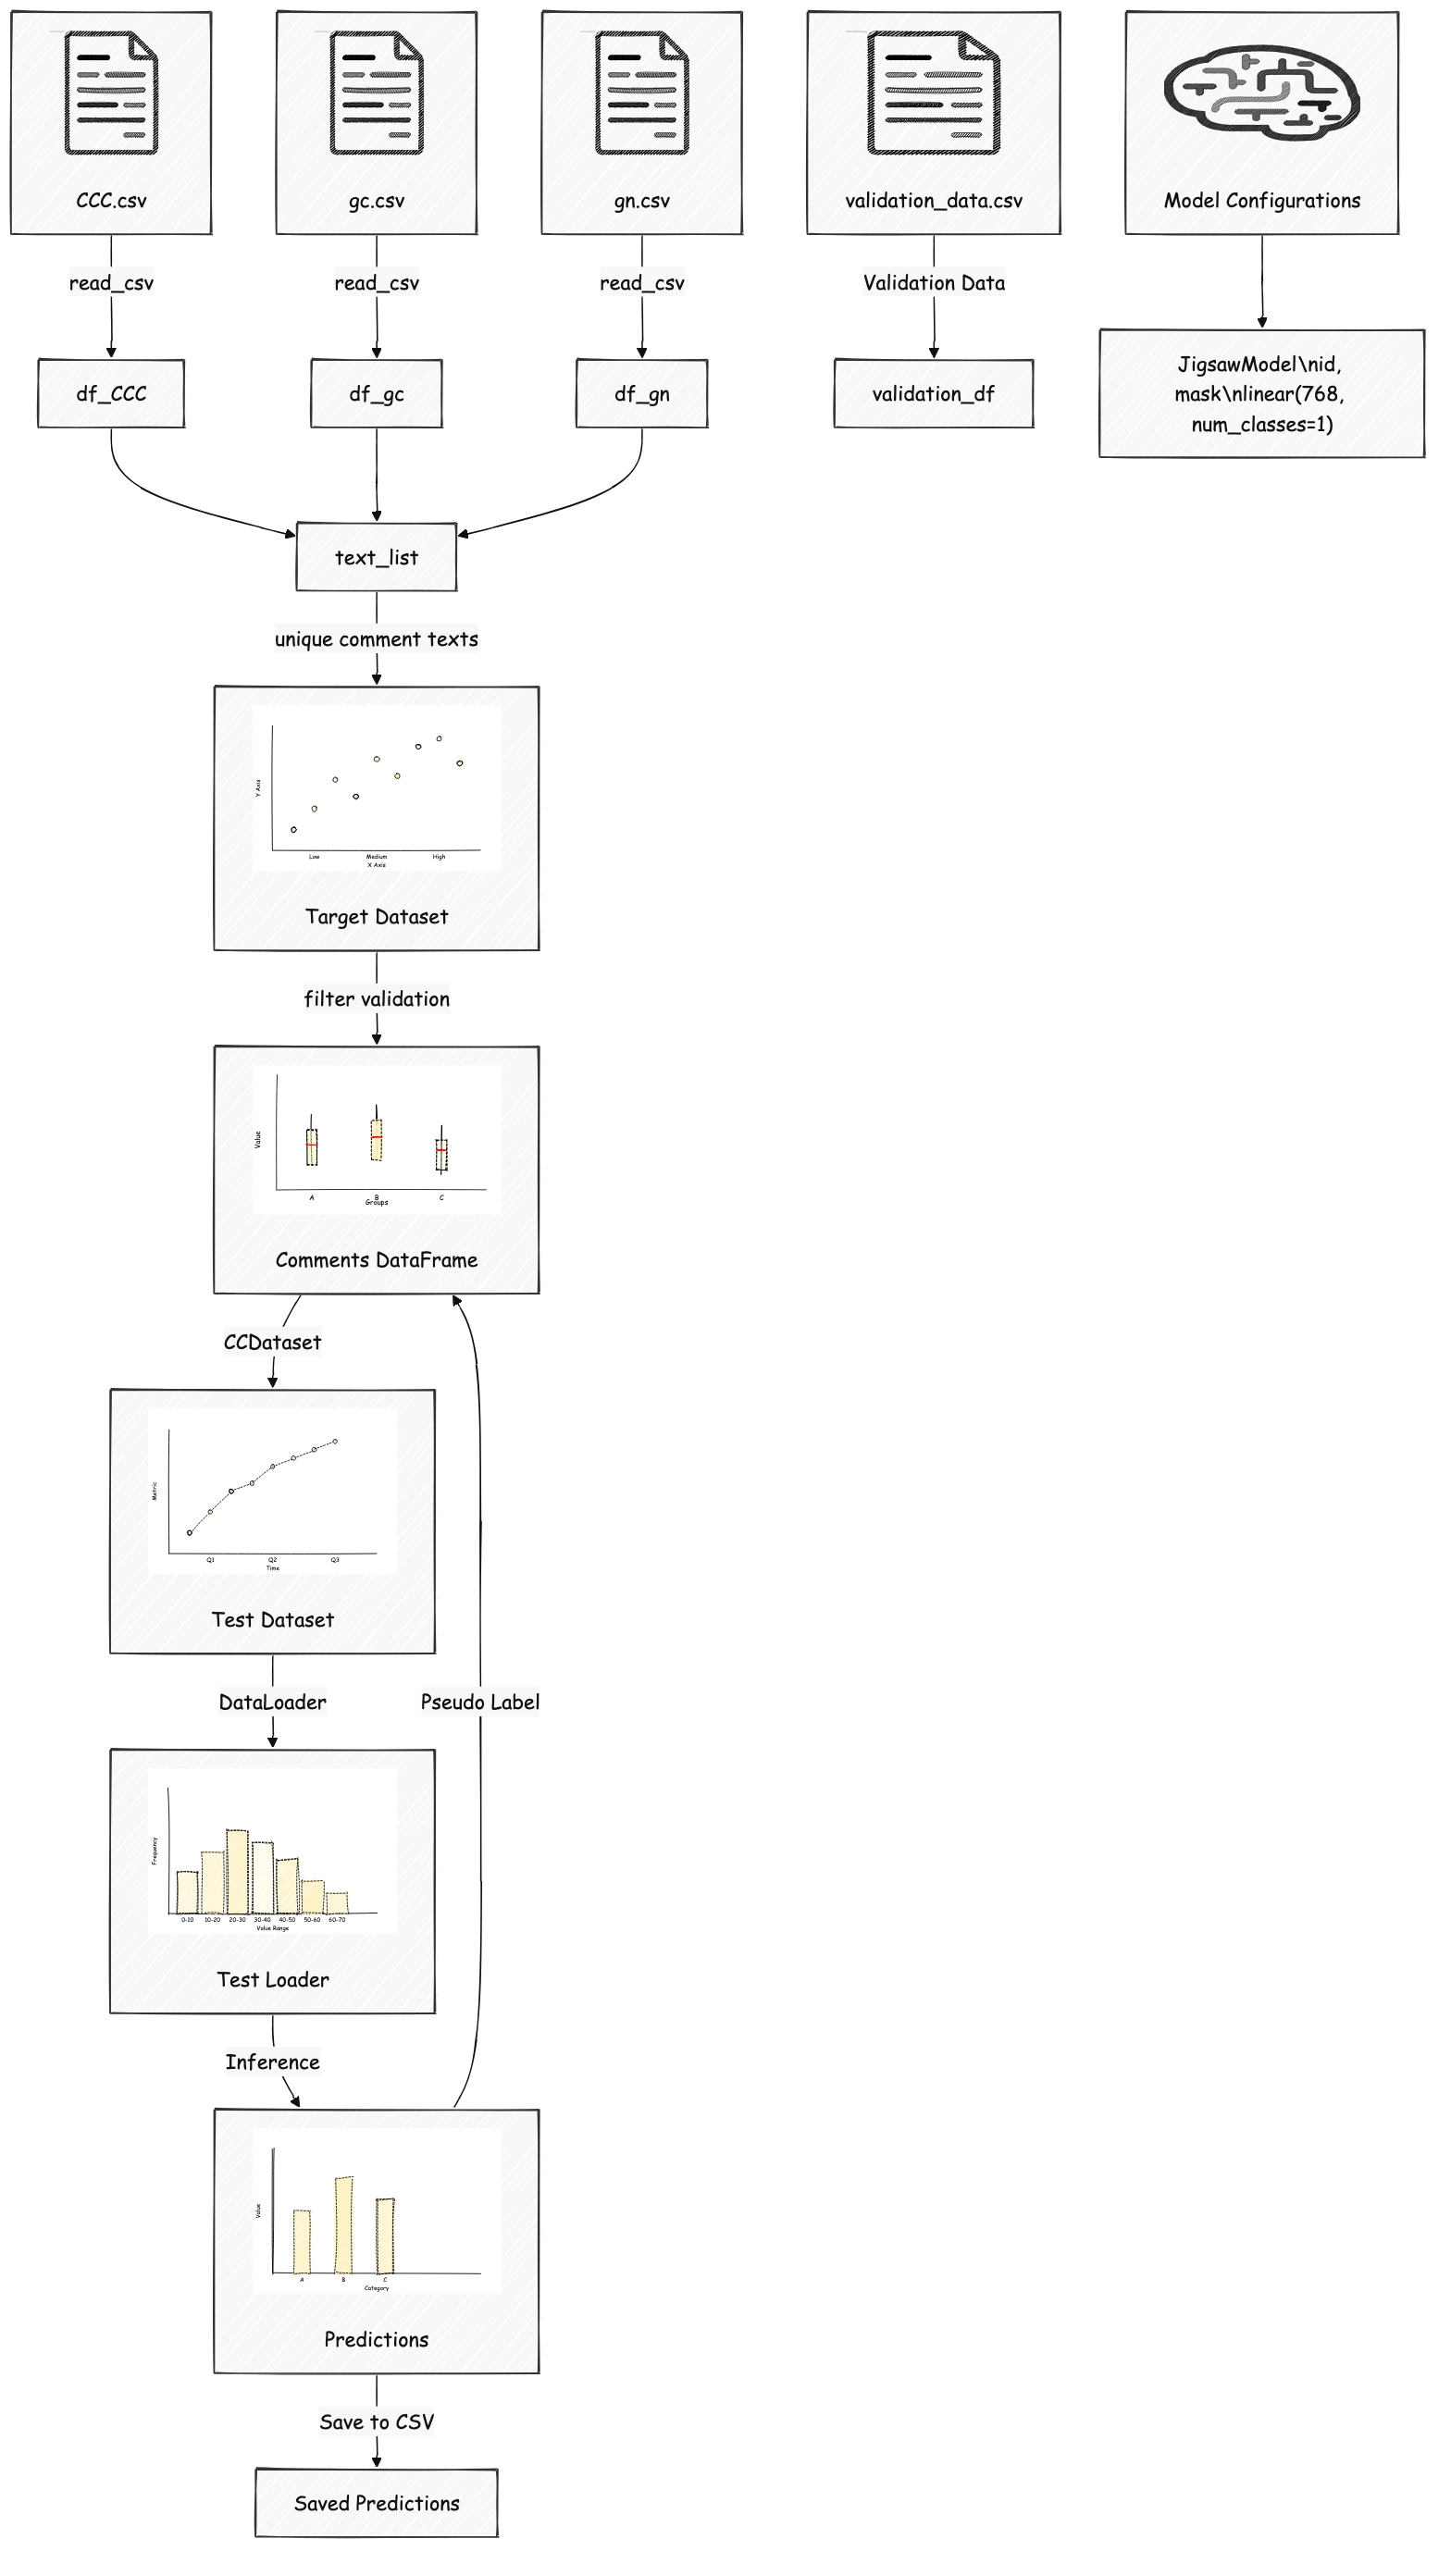 CCC.csv
gc.csv
gn.csv
validation_data.csv
Model Configurations
read_csv
read_csv
read_csv
Validation Data
df_CCC
df_gc
df_gn
validation_df
JigsawModel\nid,
mask\nlinear(768,
num_classes=1)
text_list
unique comment texts
Y Axis
Low
Medium
High
X Axis
Target Dataset
filter validation
Value
A
B
C
Groups
Comments DataFrame
CCDataset
Metric
Q1
Q2
Q3
Time
Test Dataset
DataLoader
Pseudo Label
Frequency
0-10
10-20
20-30
30-40
40-50
50-60
60-70
Value Range
Test Loader
Inference
Value
A
B
C
Category
Predictions
Save to CSV
Saved Predictions